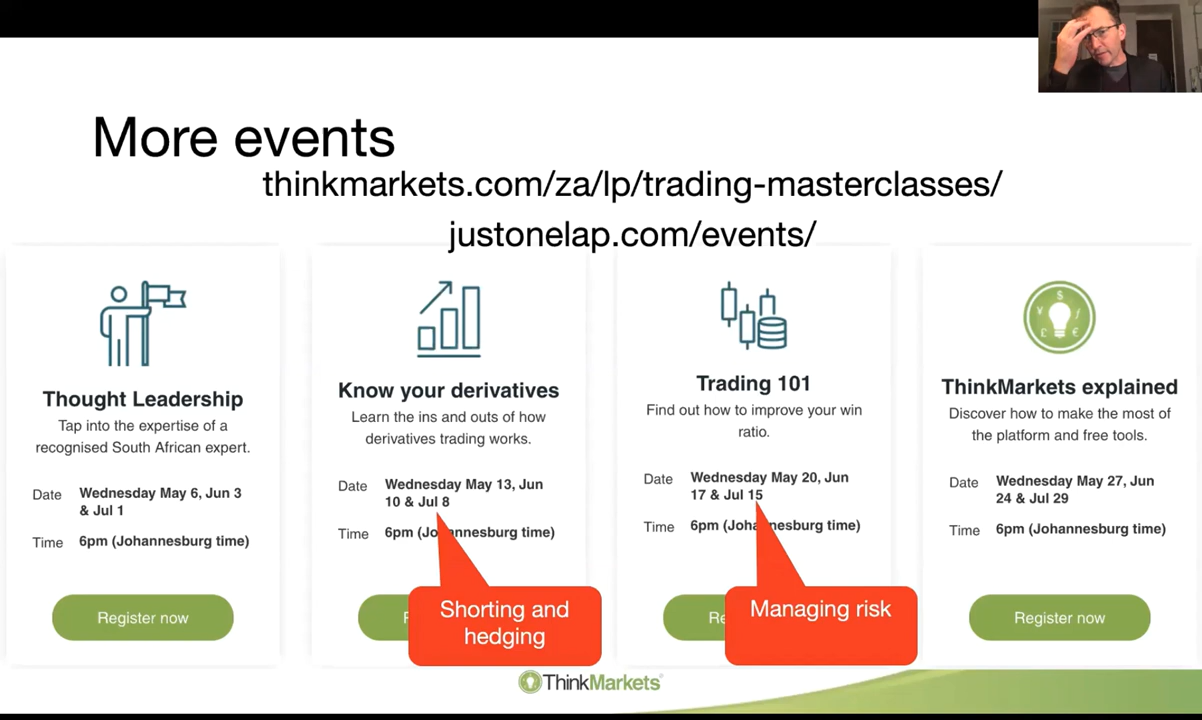 More events
thinkmarkets.com/za/lp/trading-masterclasses/
justonelap.com/events/
Thought Leadership
Tap into the expertise of a
recognised South African expert.
Date Wednesday May 6, Jun 3
& Jul 1
Time 6pm (Johannesburg time)
Register now
Know your derivatives
Learn the ins and outs of how
derivatives trading works.
Date Wednesday May 13, Jun
10 & Jul 8
Time 6pm (Johannesburg time)
Shorting and
hedging
Trading 101
Find out how to improve your win
ratio.
Date Wednesday May 20, Jun
17 & Jul 15
Time 6pm (Johannesburg time)
Managing risk
ThinkMarkets explained
Discover how to make the most of
the platform and free tools.
Date Wednesday May 27, Jun
24 & Jul 29
Time 6pm (Johannesburg time)
Register now
ThinkMarkets